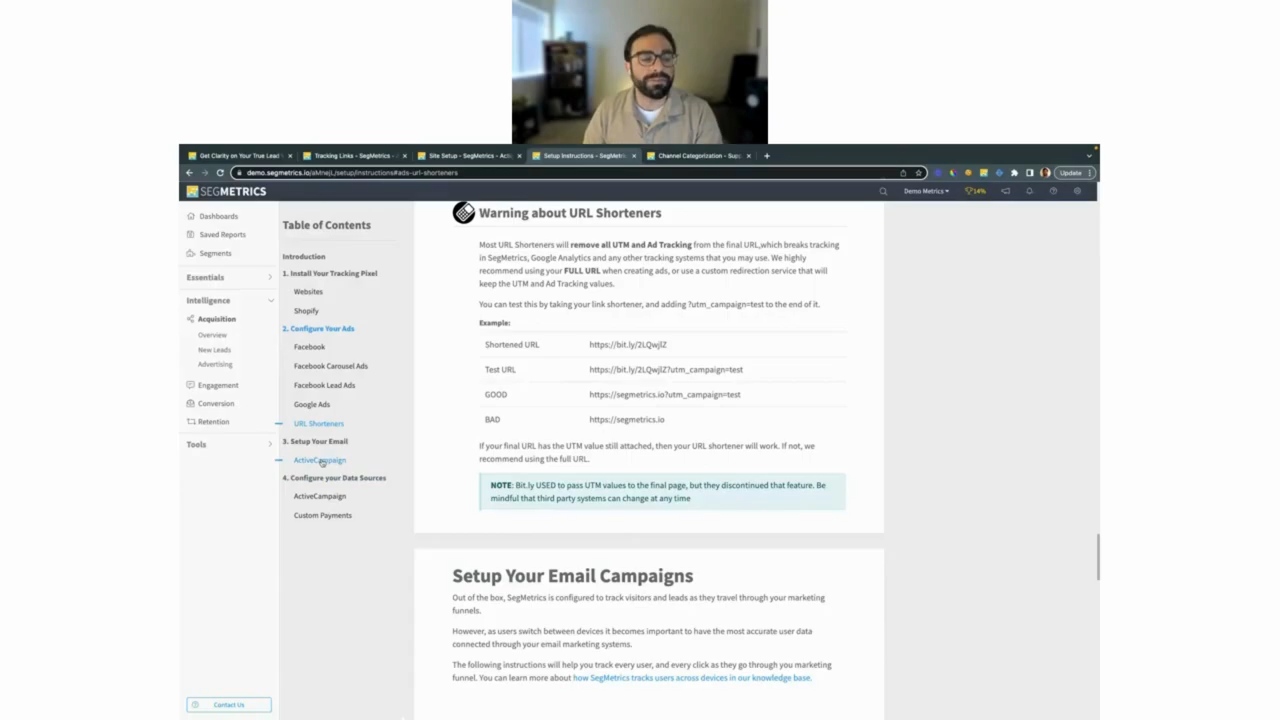 Get Clarity on Your True Lead
Tracking Links - SegMetrics -
Site Setup - SegMetrics - Acti
Setup Instructions - SegMetri
Channel Categorization - Supp
demo.segmetrics.io/aMnejL/setup/instructions#ads-url-shorteners
Update
SEGMETRICS
Demo Metrics
14%
Dashboards
Saved Reports
Segments
Essentials
Intelligence
Acquisition
Overview
New Leads
Advertising
Engagement
Conversion
Retention
Tools
Contact Us
Table of Contents
Introduction
1. Install Your Tracking Pixel
Websites
Shopify
2. Configure Your Ads
Facebook
Facebook Carousel Ads
Facebook Lead Ads
Google Ads
URL Shorteners
3. Setup Your Email
ActiveCampaign
4. Configure your Data Sources
ActiveCampaign
Custom Payments
Warning about URL Shorteners
Most URL Shorteners will remove all UTM and Ad Tracking from the final URL,which breaks tracking
in SegMetrics, Google Analytics and any other tracking systems that you may use. We highly
recommend using your FULL URL when creating ads, or use a custom redirection service that will
keep the UTM and Ad Tracking values.
You can test this by taking your link shortener, and adding ?utm_campaign=test to the end of it.
Example:
Shortened URL https://bit.ly/2LQwjlZ
Test URL https://bit.ly/2LQwjlZ?utm_campaign=test
GOOD https://segmetrics.io?utm_campaign=test
BAD https://segmetrics.io
If your final URL has the UTM value still attached, then your URL shortener will work. If not, we
recommend using the full URL.
NOTE: Bit.ly USED to pass UTM values to the final page, but they discontinued that feature. Be
mindful that third party systems can change at any time
Setup Your Email Campaigns
Out of the box, SegMetrics is configured to track visitors and leads as they travel through your marketing
funnels.
However, as users switch between devices it becomes important to have the most accurate user data
connected through your email marketing systems.
The following instructions will help you track every user, and every click as they go through you marketing
funnel. You can learn more about how SegMetrics tracks users across devices in our knowledge base.